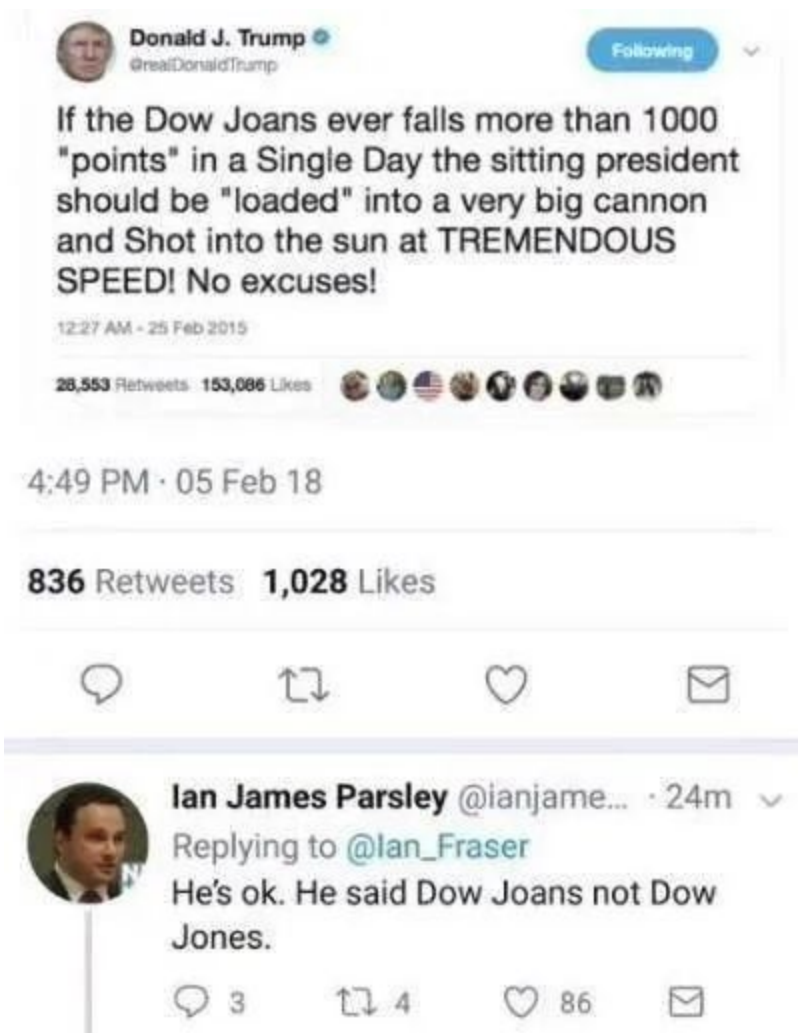 Donald J. Trump
@realDonaldTrump
Following
If the Dow Joans ever falls more than 1000
"points" in a Single Day the sitting president
should be "loaded" into a very big cannon
and Shot into the sun at TREMENDOUS
SPEED! No excuses!
12:27 AM - 25 Feb 2015
28,553 Retweets 153,086 Likes
4:49 PM · 05 Feb 18
836 Retweets 1,028 Likes
Ian James Parsley @ianjame... · 24m
Replying to @Ian_Fraser
He's ok. He said Dow Joans not Dow
Jones.
3 4 86